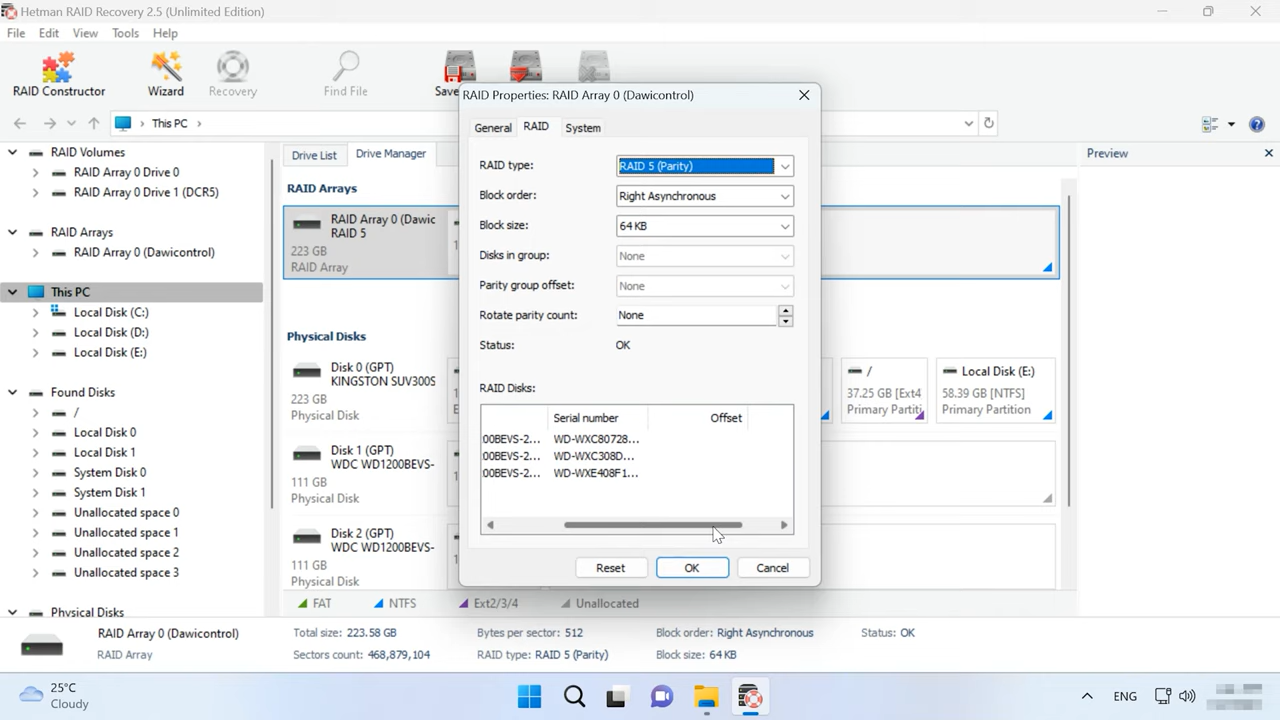 Hetman RAID Recovery 2.5 (Unlimited Edition)
File Edit View Tools Help
RAID Constructor Wizard Recovery Find File Save
This PC
RAID Volumes
RAID Array 0 Drive 0
RAID Array 0 Drive 1 (DCR5)
RAID Arrays
RAID Array 0 (Dawicontrol)
This PC
Local Disk (C:)
Local Disk (D:)
Local Disk (E:)
Found Disks
/
Local Disk 0
Local Disk 1
System Disk 0
System Disk 1
Unallocated space 0
Unallocated space 1
Unallocated space 2
Unallocated space 3
Physical Disks
Drive List Drive Manager
RAID Arrays
RAID Array 0 (Dawic
RAID 5
223 GB
RAID Array
Physical Disks
Disk 0 (GPT)
KINGSTON SUV300S
223 GB
Physical Disk
/
37.25 GB [Ext4
Primary Partiti
Local Disk (E:)
58.39 GB [NTFS]
Primary Partition
Disk 1 (GPT)
WDC WD1200BEVS-
111 GB
Physical Disk
Disk 2 (GPT)
WDC WD1200BEVS-
111 GB
Physical Disk
FAT NTFS Ext2/3/4 Unallocated
Preview
RAID Properties: RAID Array 0 (Dawicontrol)
General RAID System
RAID type: RAID 5 (Parity)
Block order: Right Asynchronous
Block size: 64 KB
Disks in group: None
Parity group offset: None
Rotate parity count: None
Status: OK
RAID Disks:
Serial number Offset
00BEVS-2... WD-WXC80728...
00BEVS-2... WD-WXC308D...
00BEVS-2... WD-WXE408F1...
Reset OK Cancel
RAID Array 0 (Dawicontrol)
RAID Array
Total size: 223.58 GB
Sectors count: 468,879,104
Bytes per sector: 512
RAID type: RAID 5 (Parity)
Block order: Right Asynchronous
Block size: 64 KB
Status: OK
25°C
Cloudy
ENG